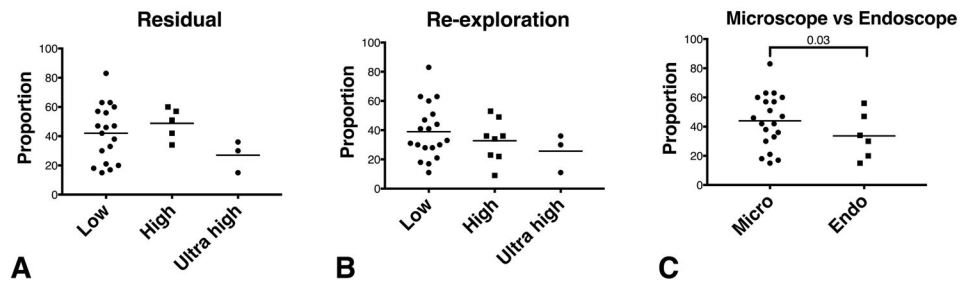 Residual
Proportion
100
80
60
40
20
0
Low
High
Ultra high
A
Re-exploration
Proportion
100
80
60
40
20
0
Low
High
Ultra high
B
Microscope vs Endoscope
0.03
Proportion
100
80
60
40
20
0
Micro
Endo
C